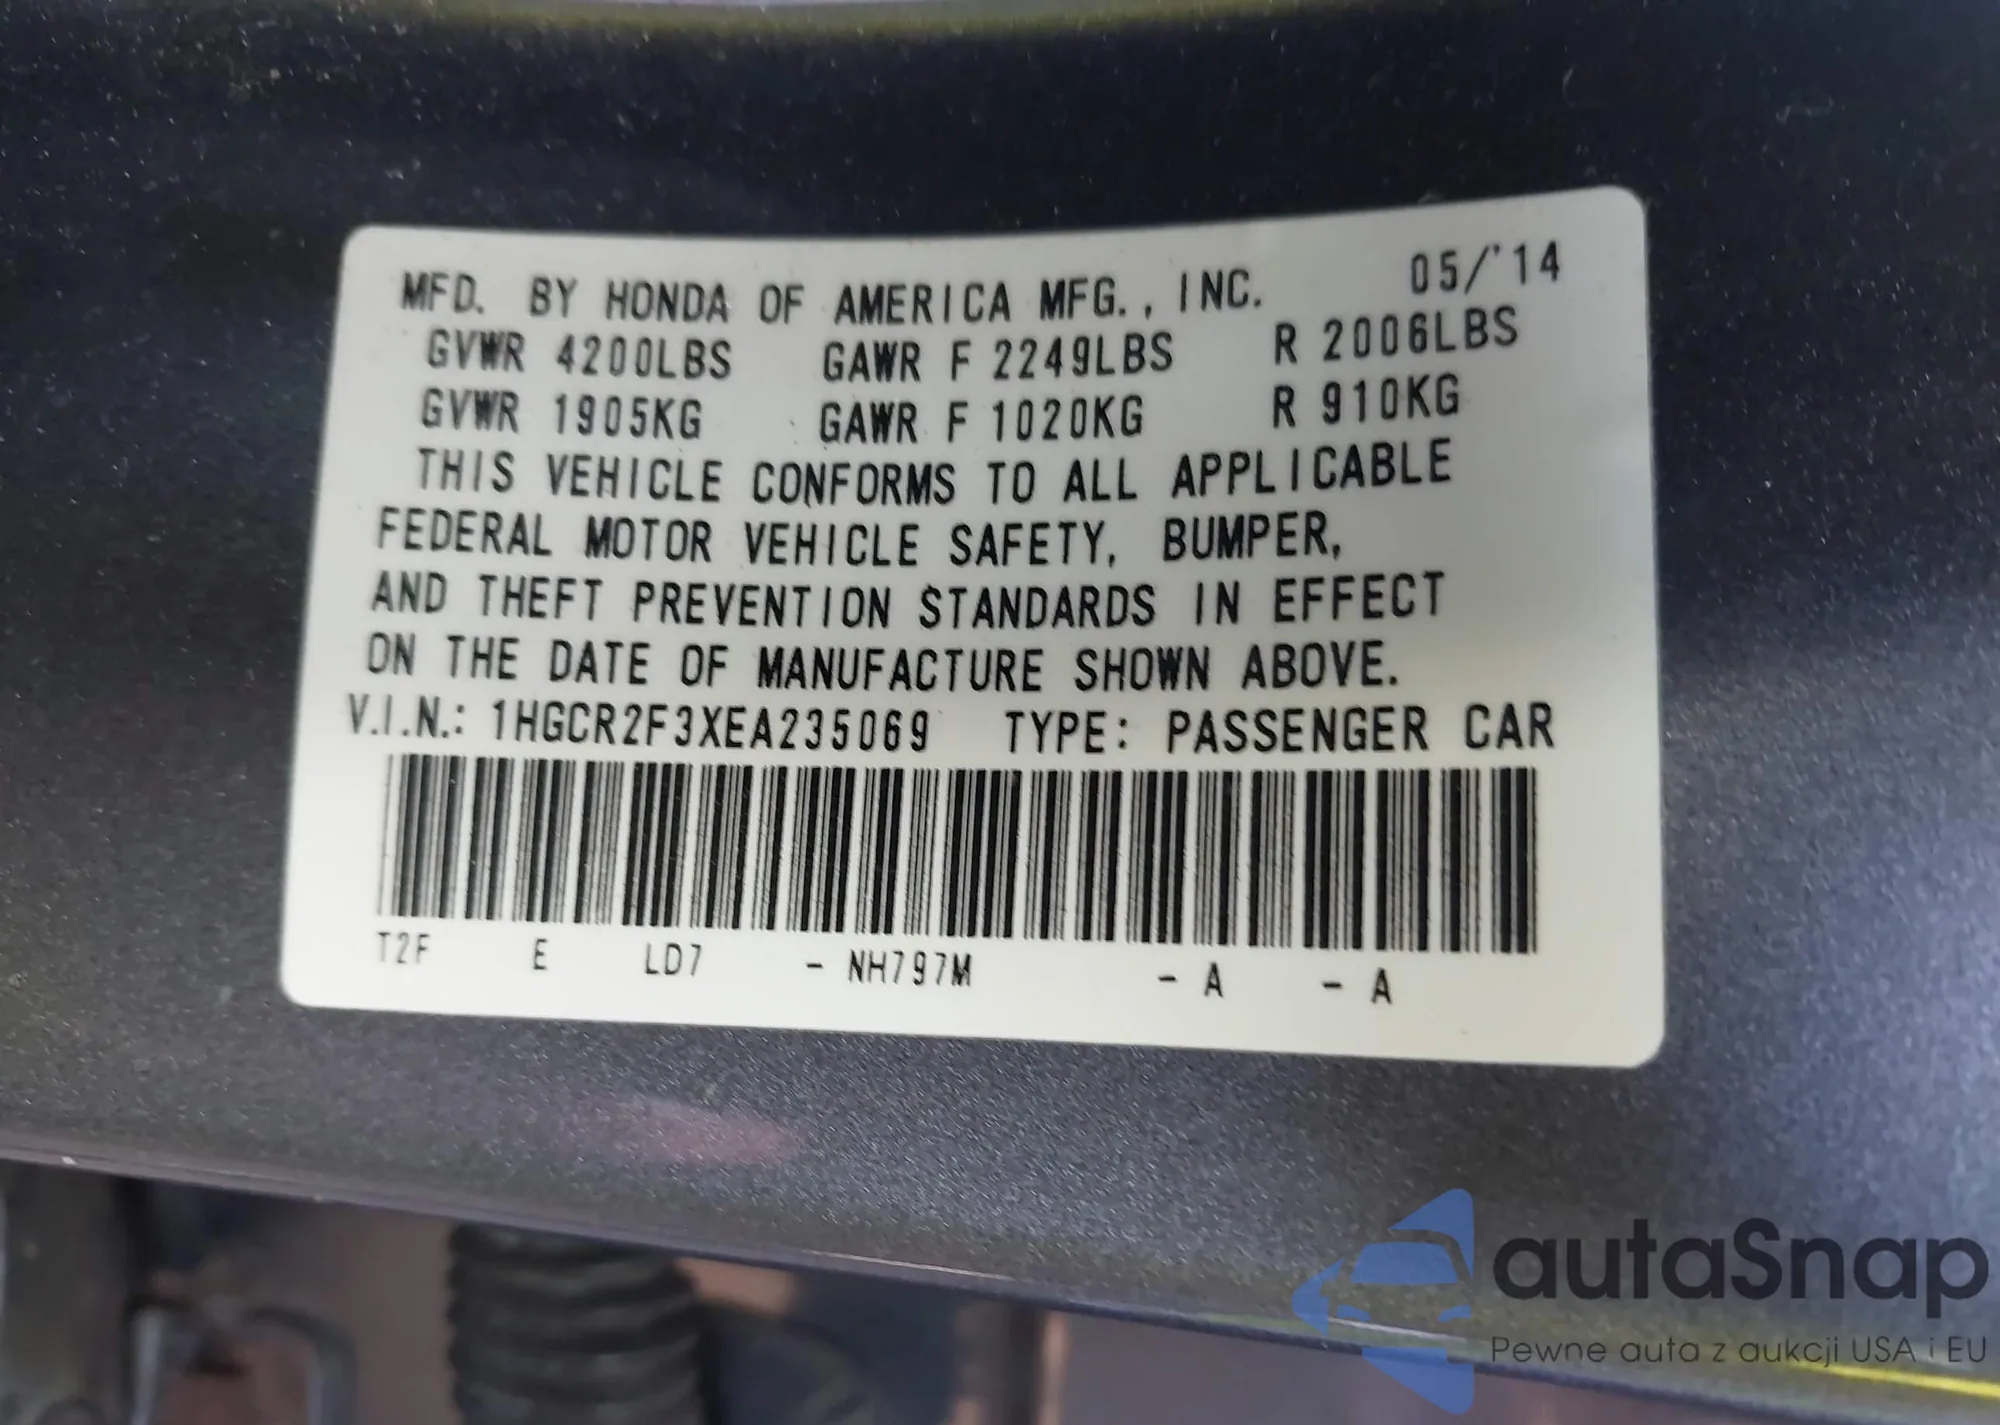 MFD. BY HONDA OF AMERICA MFG., INC. 05/'14
GVWR 4200LBS GAWR F 2249LBS R 2006LBS
GVWR 1905KG GAWR F 1020KG R 910KG
THIS VEHICLE CONFORMS TO ALL APPLICABLE
FEDERAL MOTOR VEHICLE SAFETY, BUMPER,
AND THEFT PREVENTION STANDARDS IN EFFECT
ON THE DATE OF MANUFACTURE SHOWN ABOVE.
V.I.N.: 1HGCR2F3XEA235069 TYPE: PASSENGER CAR
T2F E LD7 - NH797M - A - A
autaSnap
Pewne auta z aukcji USA i EU